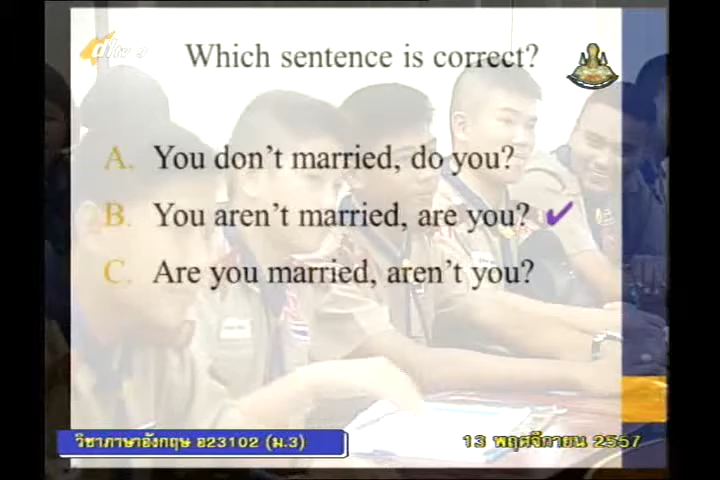 Which sentence is correct?
A. You don't married, do you?
B. You aren't married, are you? ✓
C. Are you married, aren't you?
วิชาภาษาอังกฤษ อ23102 (ม.3)
13 พฤศจิกายน 2557